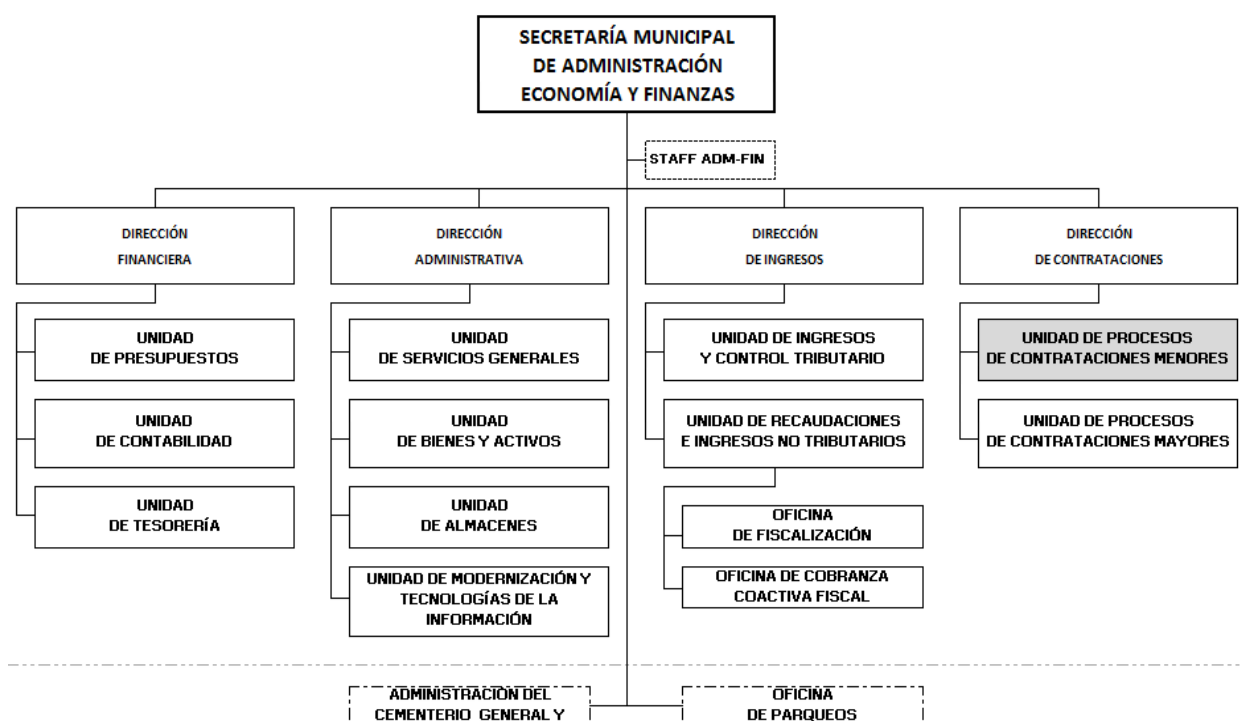 SECRETARÍA MUNICIPAL
DE ADMINISTRACIÓN
ECONOMÍA Y FINANZAS
STAFF ADM-FIN
DIRECCIÓN
FINANCIERA
DIRECCIÓN
ADMINISTRATIVA
DIRECCIÓN
DE INGRESOS
DIRECCIÓN
DE CONTRATACIONES
UNIDAD
DE PRESUPUESTOS
UNIDAD
DE SERVICIOS GENERALES
UNIDAD DE INGRESOS
Y CONTROL TRIBUTARIO
UNIDAD DE PROCESOS
DE CONTRATACIONES MENORES
UNIDAD
DE CONTABILIDAD
UNIDAD
DE BIENES Y ACTIVOS
UNIDAD DE RECAUDACIONES
E INGRESOS NO TRIBUTARIOS
UNIDAD DE PROCESOS
DE CONTRATACIONES MAYORES
UNIDAD
DE TESORERÍA
UNIDAD
DE ALMACENES
OFICINA
DE FISCALIZACIÓN
UNIDAD DE MODERNIZACIÓN Y
TECNOLOGÍAS DE LA
INFORMACIÓN
OFICINA DE COBRANZA
COACTIVA FISCAL
ADMINISTRACIÓN DEL
CEMENTERIO GENERAL Y
OFICINA
DE PARQUEOS